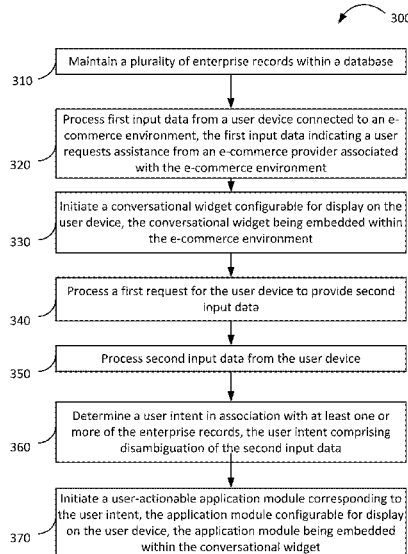 300
Maintain a plurality of enterprise records within a database
310
Process first input data from a user device connected to an e-
commerce environment, the first input data indicating a user
requests assistance from an e-commerce provider associated
with the e-commerce environment
320
Initiate a conversational widget configurable for display on the
user device, the conversational widget being embedded within
the e-commerce environment
330
Process a first request for the user device to provide second
input data
340
Process second input data from the user device
350
Determine a user intent in association with at least one or
more of the enterprise records, the user intent comprising
disambiguation of the second input data
360
Initiate a user-actionable application module corresponding to
the user intent, the application module configurable for display
on the user device, the application module being embedded
within the conversational widget
370